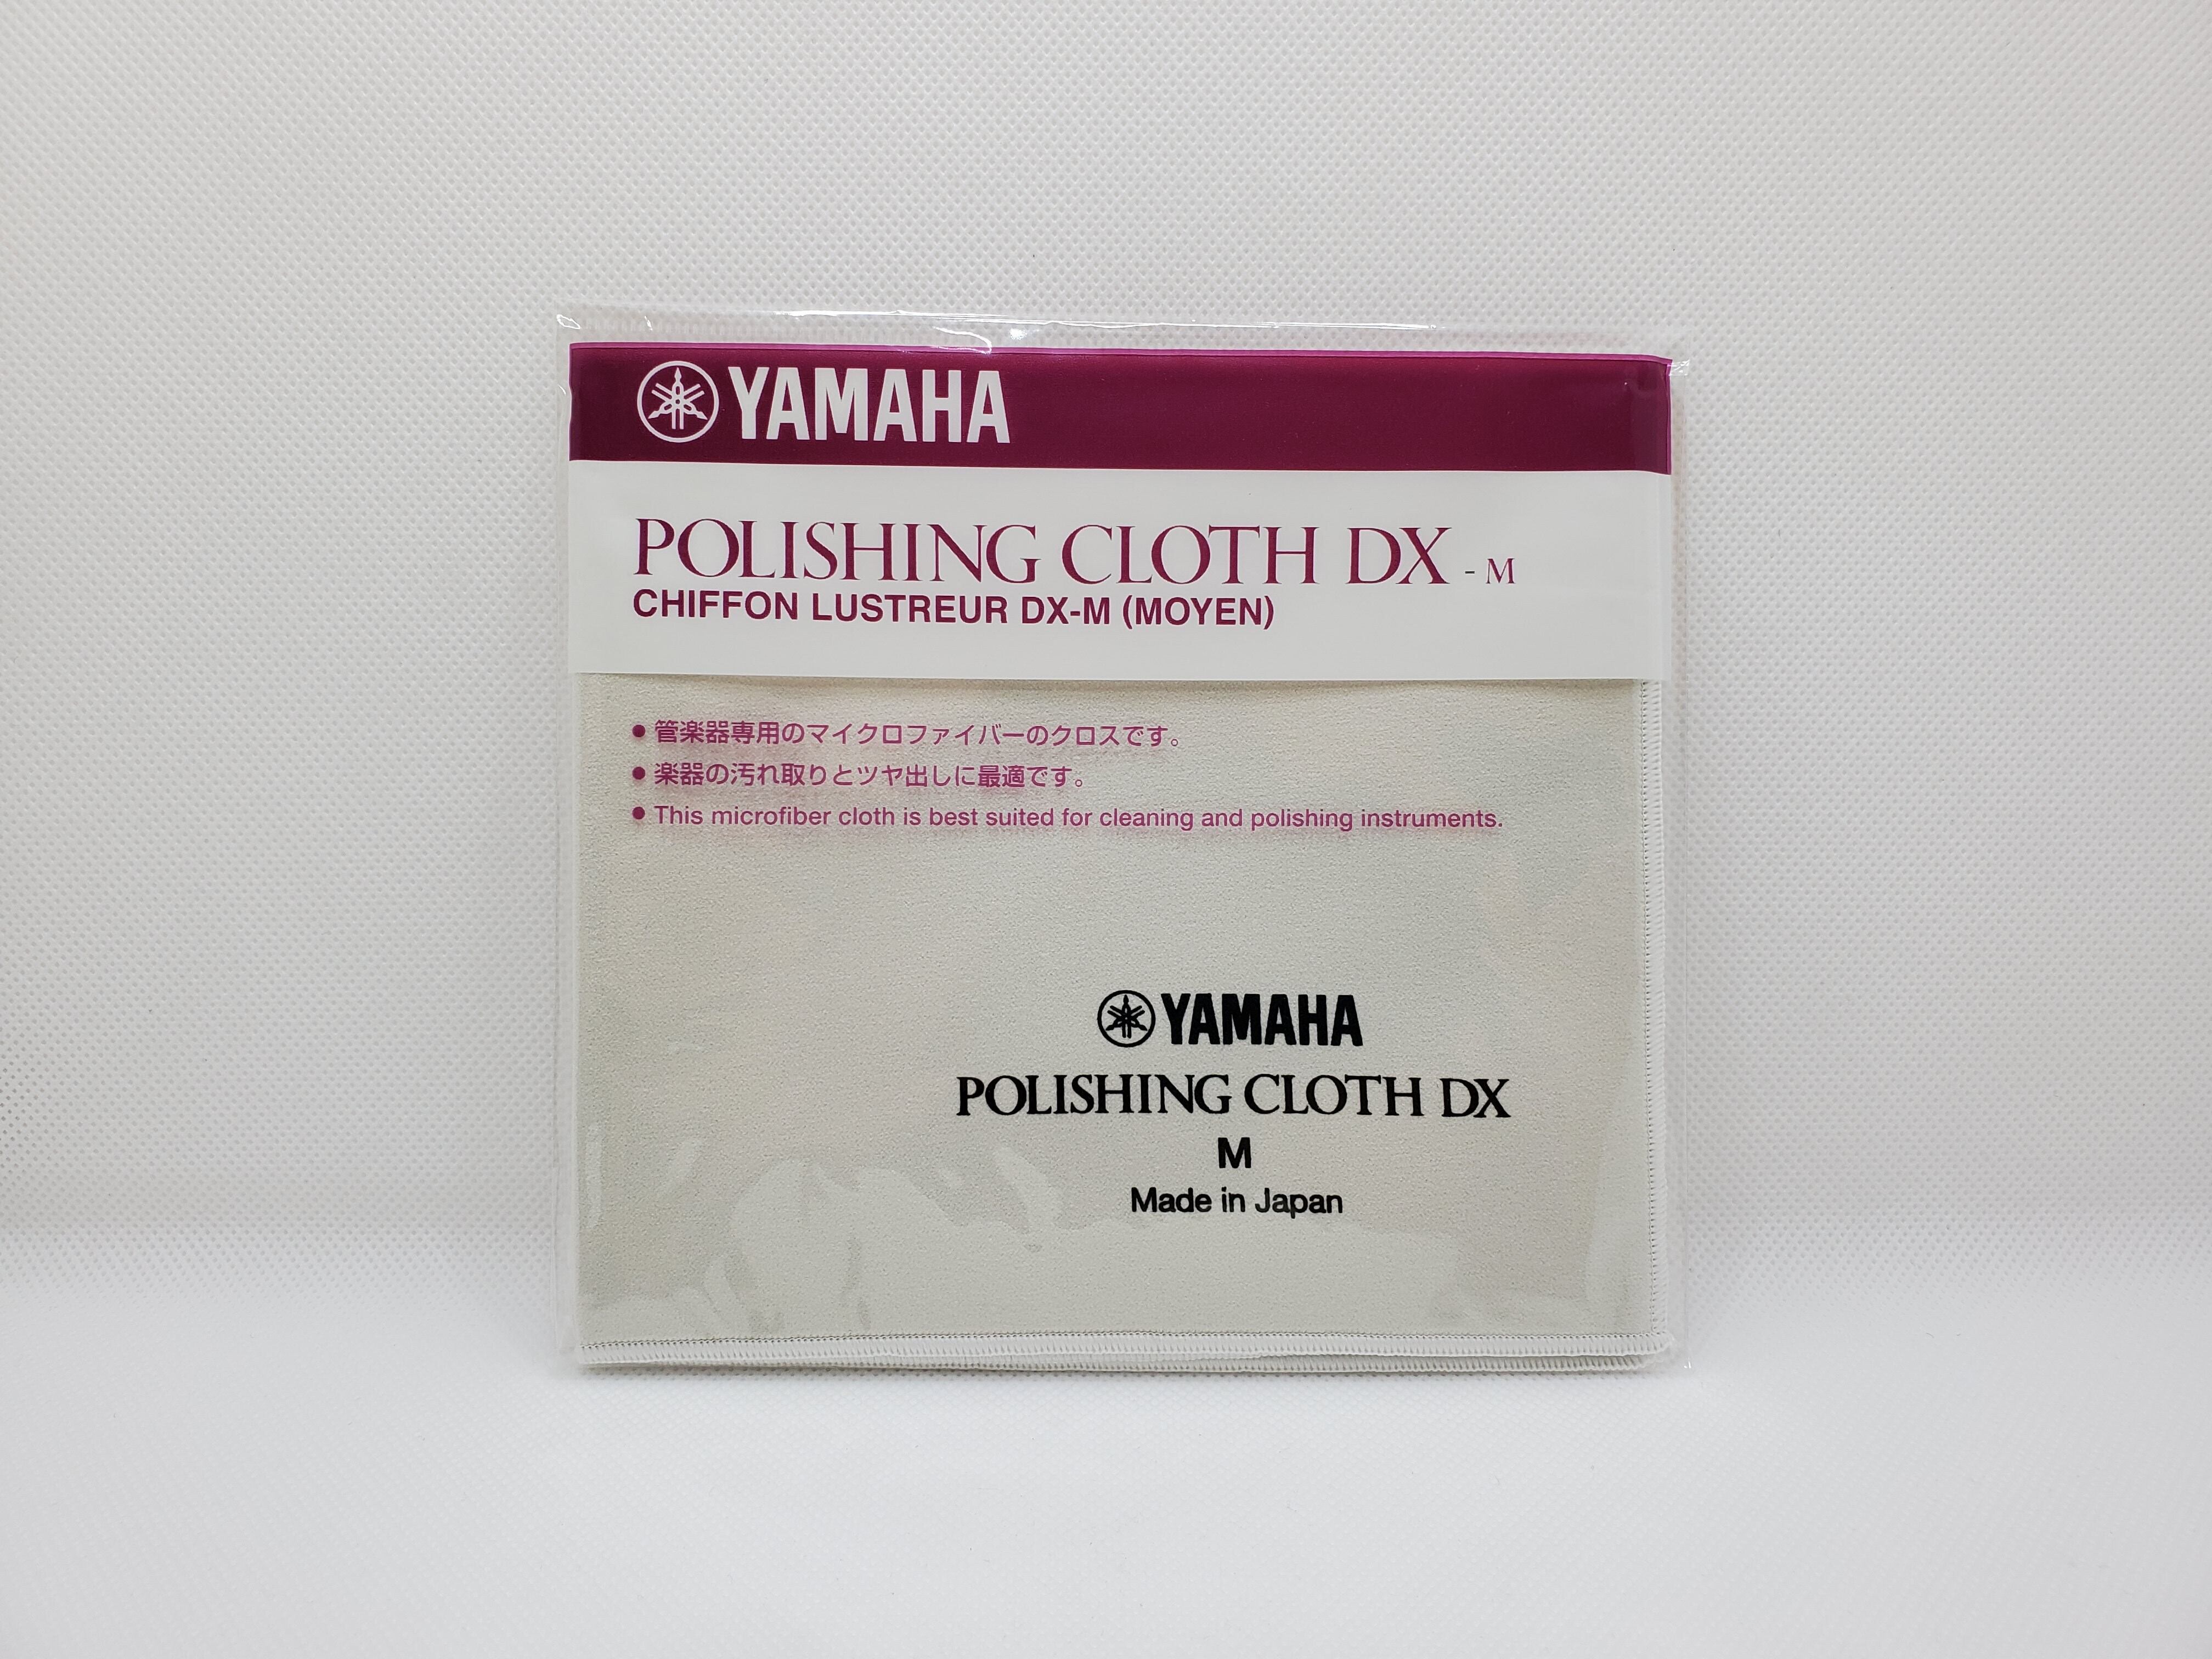 YAMAHA
POLISHING CLOTH DX - M
CHIFFON LUSTREUR DX-M (MOYEN)
● 管楽器専用のマイクロファイバーのクロスです。
● 楽器の汚れ取りとツヤ出しに最適です。
● This microfiber cloth is best suited for cleaning and polishing instruments.
YAMAHA
POLISHING CLOTH DX
M
Made in Japan